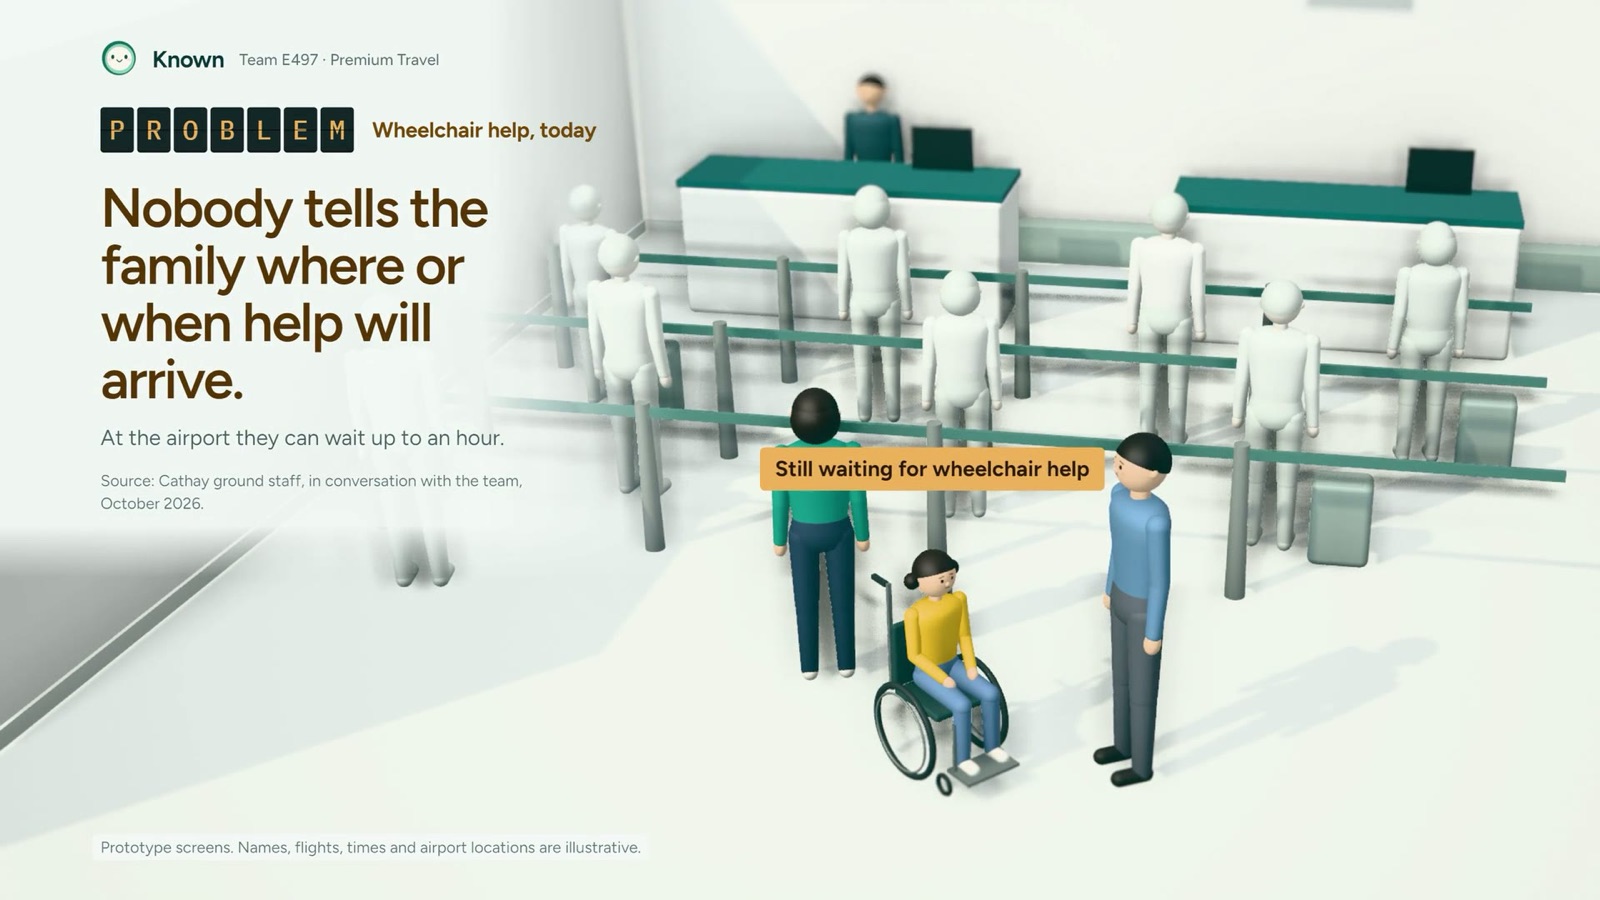 Known Team E497 · Premium Travel
PROBLEM Wheelchair help, today
Nobody tells the
family where or
when help will
arrive.
At the airport they can wait up to an hour.
Source: Cathay ground staff, in conversation with the team,
October 2026.
Still waiting for wheelchair help
Prototype screens. Names, flights, times and airport locations are illustrative.